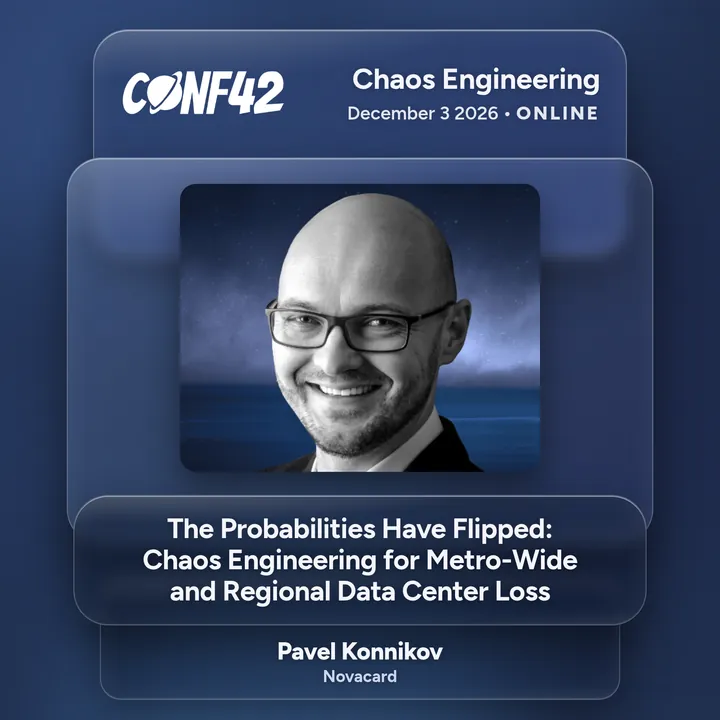 CONF42
Chaos Engineering
December 3 2026 • ONLINE
The Probabilities Have Flipped:
Chaos Engineering for Metro-Wide
and Regional Data Center Loss
Pavel Konnikov
Novacard